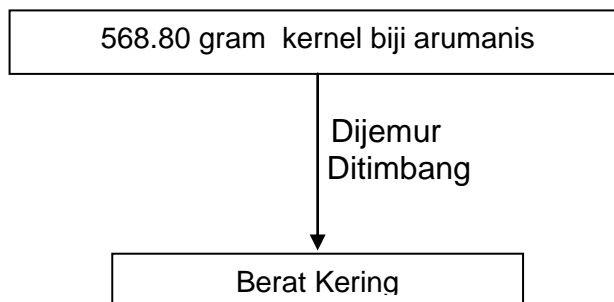 568.80 gram  kernel biji arumanis
Dijemur
Ditimbang
Berat Kering